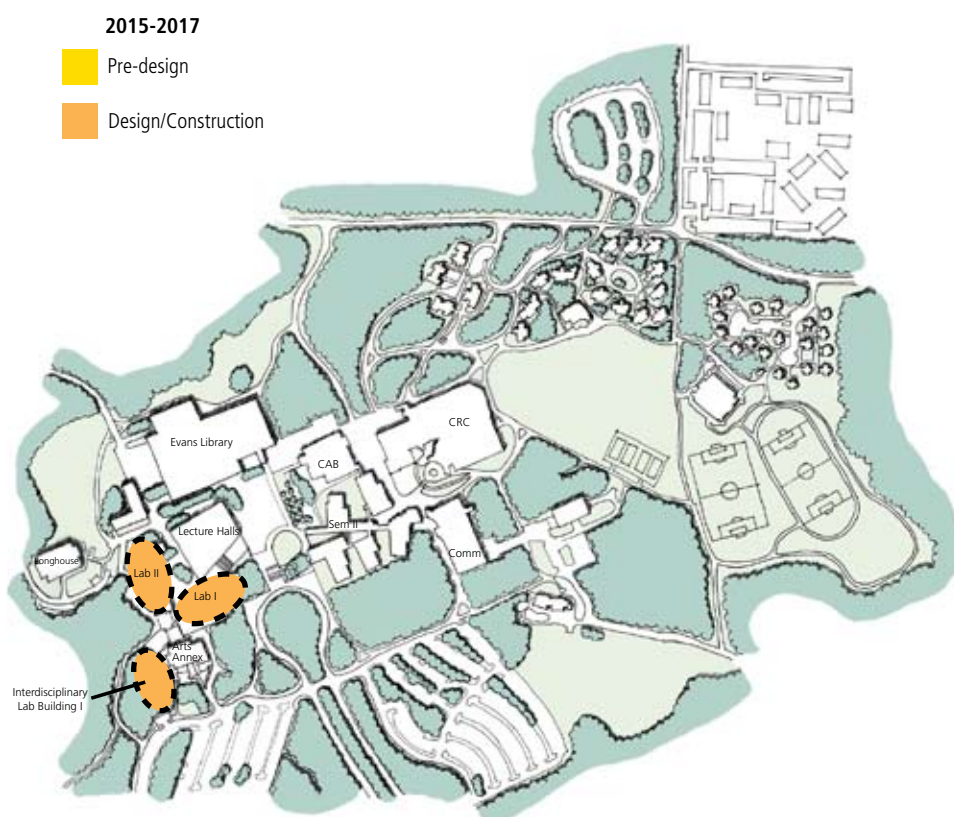 2015-2017
Pre-design
Design/Construction
CRC
Evans Library
CAB
Sem II
Lecture Halls
Comm
Longhouse
Lab II
Lab I
Arts
Annex
Interdisciplinary
Lab Building I